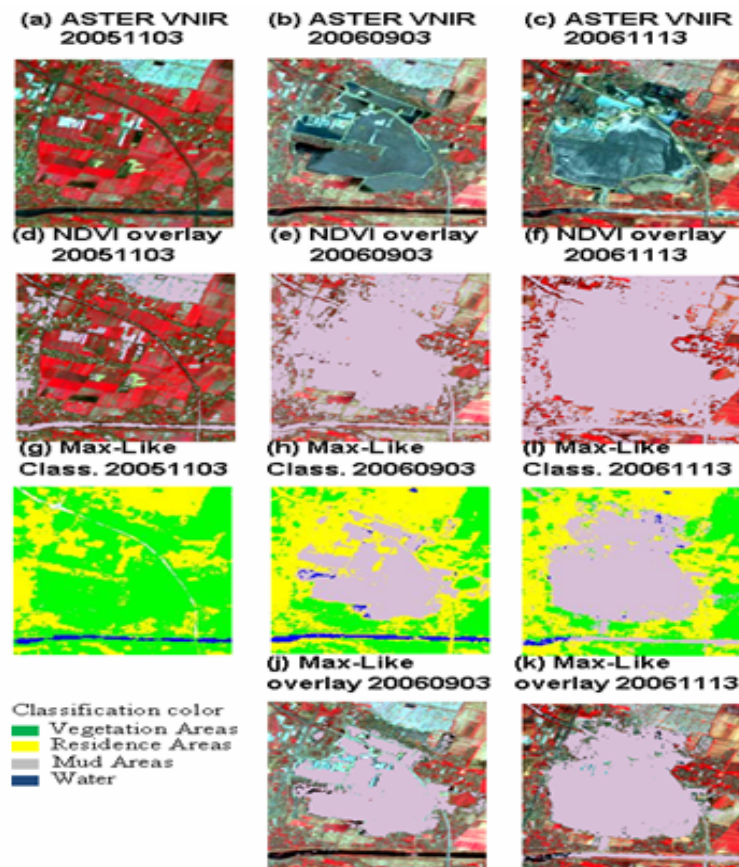 (a) ASTER VNIR 20051103
(b) ASTER VNIR 20060903
(c) ASTER VNIR 20061113
(d) NDVI overlay 20051103
(e) NDVI overlay 20060903
(f) NDVI overlay 20061113
(g) Max-Like Class. 20051103
(h) Max-Like Class. 20060903
(l) Max-Like Class. 20061113
(j) Max-Like overlay 20060903
(k) Max-Like overlay 20061113
Classification color
Vegetation Areas
Residence Areas
Mud Areas
Water